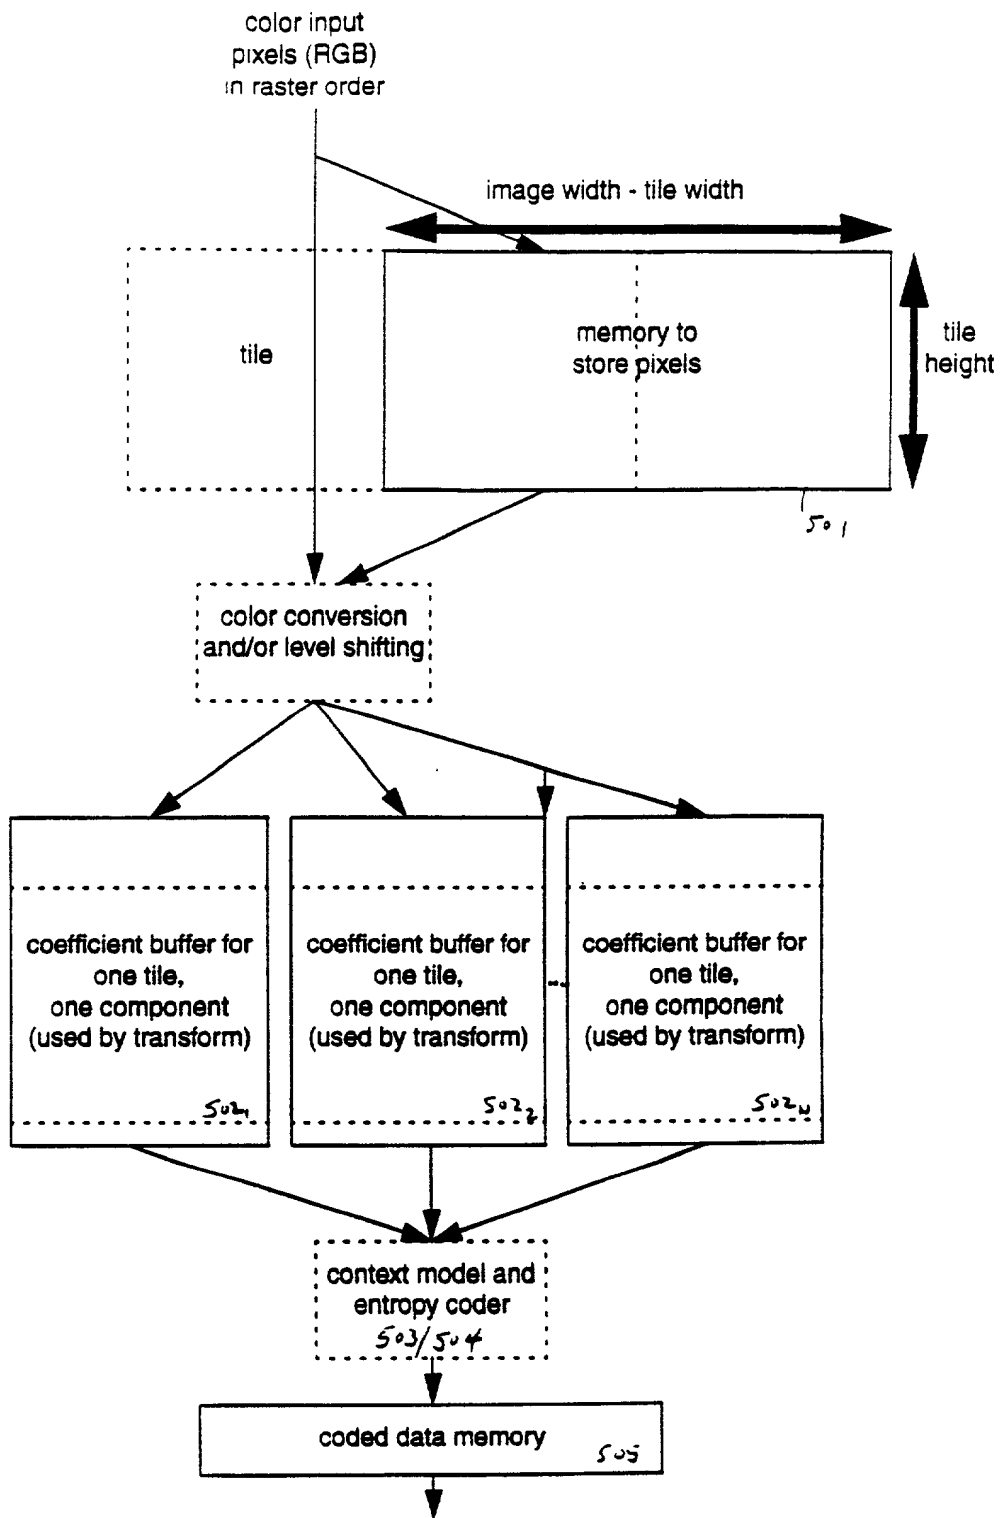 color input
pixels (RGB)
in raster order
image width - tile width
tile
memory to
store pixels
tile
height
501
color conversion
and/or level shifting
coefficient buffer for
one tile,
one component
(used by transform)
502₁
coefficient buffer for
one tile,
one component
(used by transform)
502₂
...
coefficient buffer for
one tile,
one component
(used by transform)
502N
context model and
entropy coder
503/504
coded data memory
505